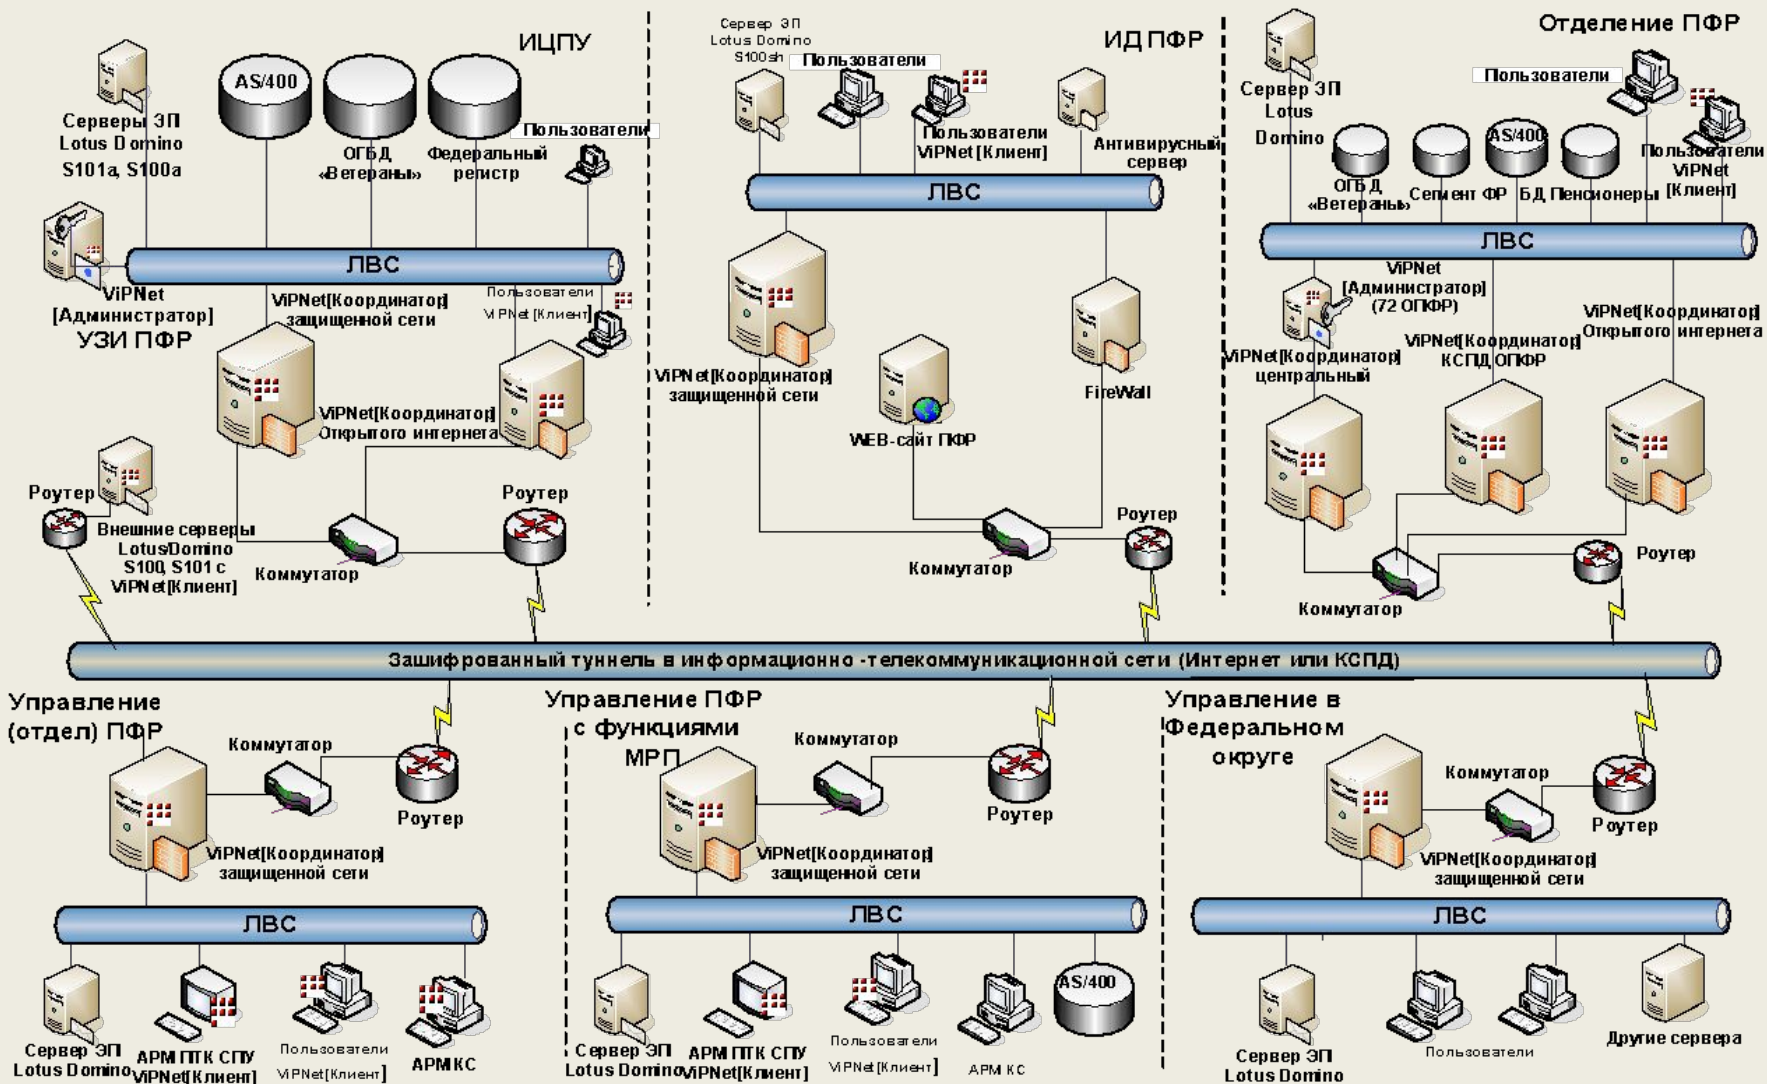 ИЦПУ
Серверы ЭП
Lotus Domino
S101a, S100a
AS/400
ОГБД
«Ветераны»
Федеральный
регистр
Пользователи
ЛВС
ViPNet
[Администратор]
УЗИ ПФР
ViPNet[Координатор]
защищенной сети
Пользователи
ViPNet[Клиент]
ViPNet[Координатор]
Открытого интернета
Роутер
Внешние серверы
Lotus/Domino
S100, S101 c
ViPNet[Клиент]
Коммутатор
Роутер
ИД ПФР
Сервер ЭП
Lotus Domino
S100sh
Пользователи
Пользователи
ViPNet [Клиент]
Антивирусный
сервер
ЛВС
ViPNet[Координатор]
защищенной сети
WEB-сайт ПФР
FireWall
Коммутатор
Роутер
Отделение ПФР
Сервер ЭП
Lotus
Domino
Пользователи
ОГБД
«Ветераны»
Сегмент ФР
AS/400
БД Пенсионеры
Пользователи
ViPNet
[Клиент]
ЛВС
ViPNet
[Администратор]
(72 ОПФР)
ViPNet[Координатор]
центральный
ViPNet[Координатор]
КСПД ОПФР
ViPNet[Координатор]
Открытого интернета
Коммутатор
Роутер
Зашифрованный туннель в информационно -телекоммуникационной сети (Интернет или КСПД)
Управление
(отдел) ПФР
Коммутатор
Роутер
ViPNet[Координатор]
защищенной сети
ЛВС
Сервер ЭП
Lotus Domino
АРМ ПТК СПУ
ViPNet[Клиент]
Пользователи
ViPNet[Клиент]
АРМ КС
Управление ПФР
с функциями
МРП
Коммутатор
Роутер
ViPNet[Координатор]
защищенной сети
ЛВС
Сервер ЭП
Lotus Domino
АРМ ПТК СПУ
ViPNet[Клиент]
Пользователи
ViPNet[Клиент]
АРМ КС
AS/400
Управление в
Федеральном
округе
Коммутатор
Роутер
ViPNet[Координатор]
защищенной сети
ЛВС
Сервер ЭП
Lotus Domino
Пользователи
Другие сервера